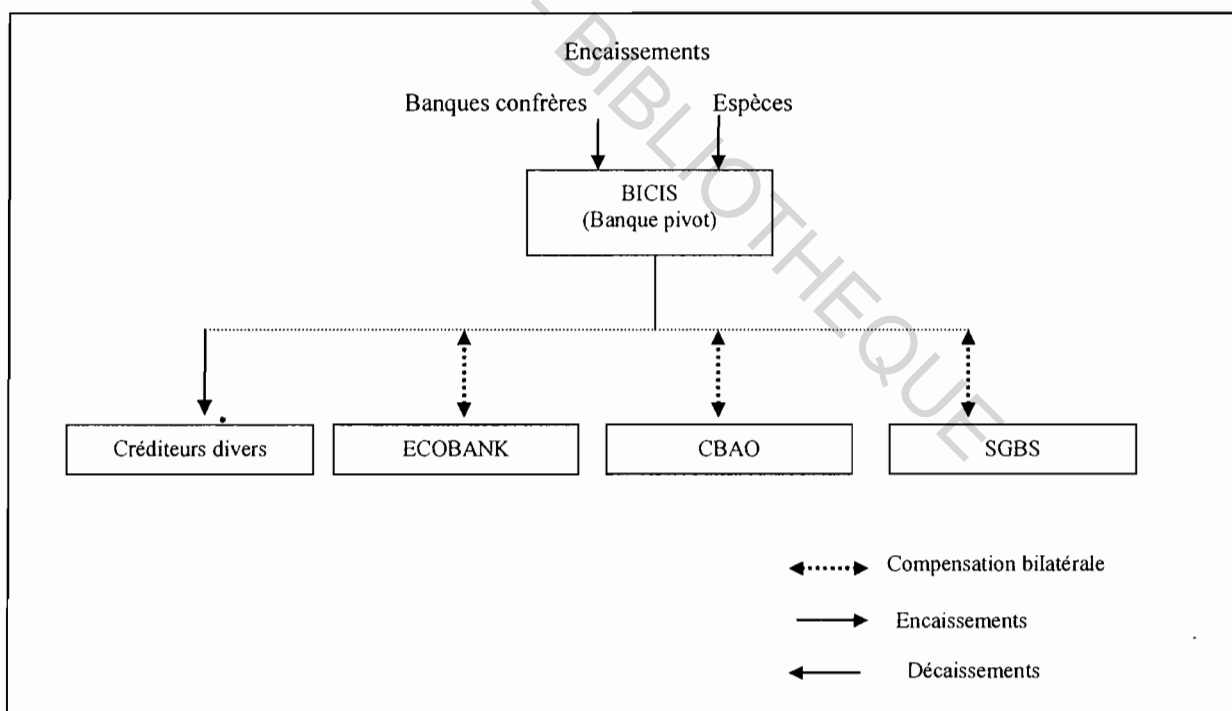 - BIBLIOTHEQUE
Encaissements
Banques confrères Espèces
BICIS
(Banque pivot)
Créditeurs divers ECOBANK CBAO SGBS
Compensation bilatérale
Encaissements
Décaissements